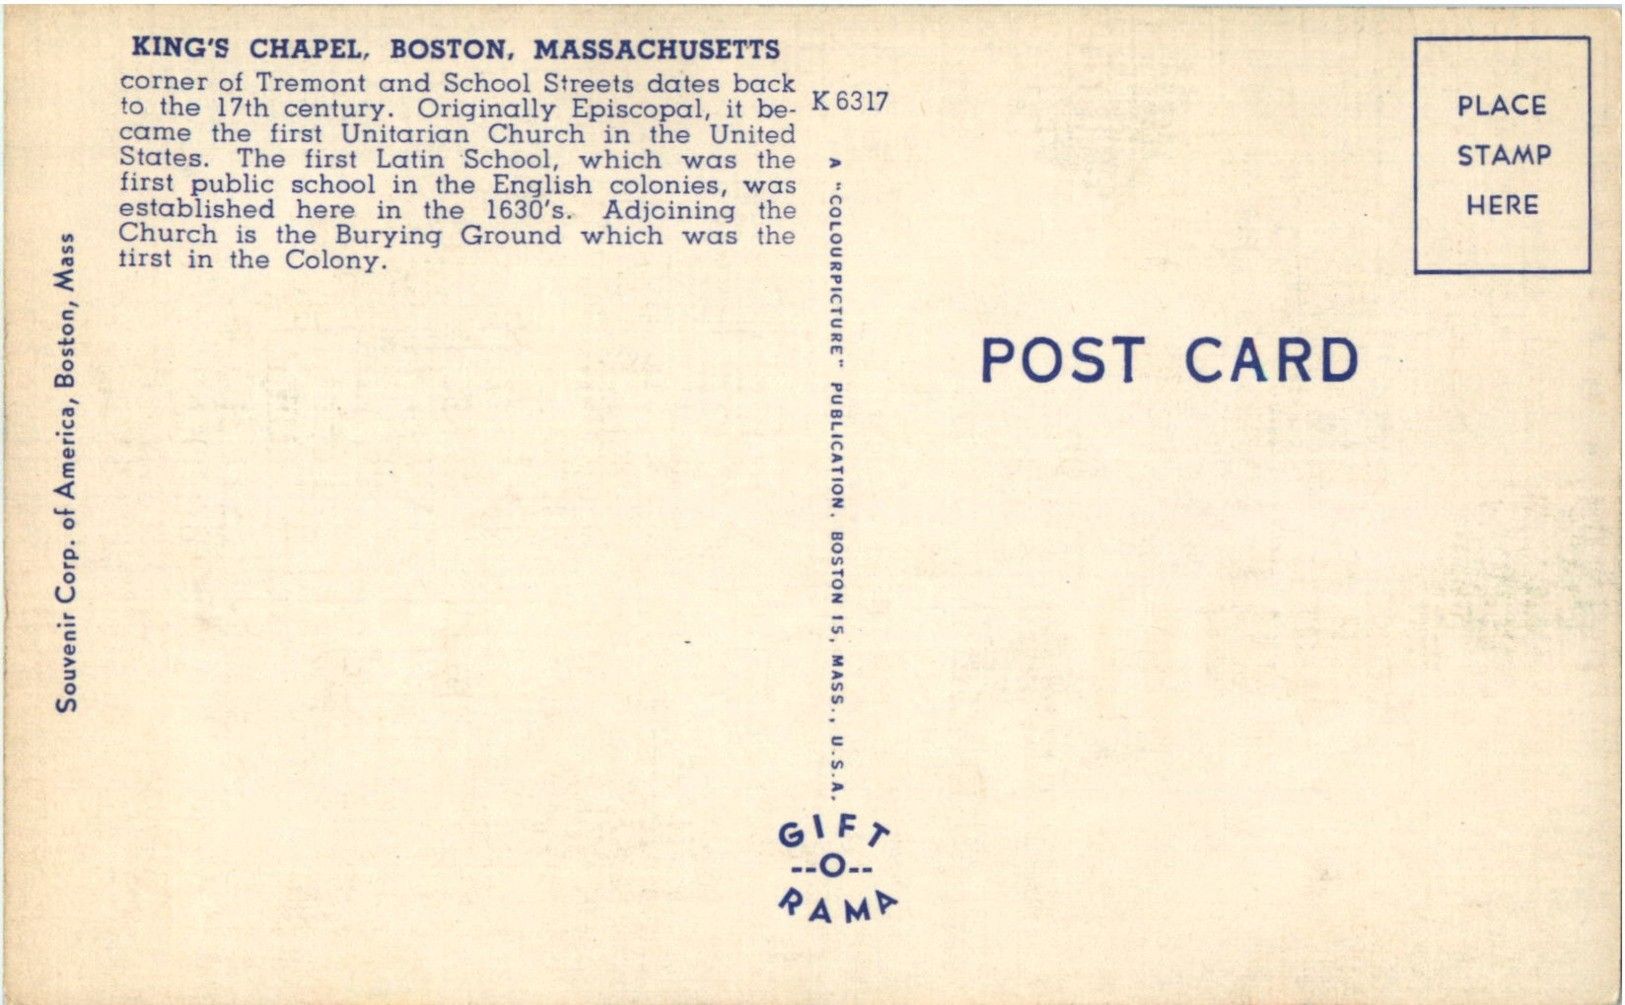 KING'S CHAPEL, BOSTON, MASSACHUSETTS
corner of Tremont and School Streets dates back
to the 17th century. Originally Episcopal, it be-
came the first Unitarian Church in the United
States. The first Latin School, which was the
first public school in the English colonies, was
established here in the 1630's. Adjoining the
Church is the Burying Ground which was the
first in the Colony.
Souvenir Corp. of America, Boston, Mass
K 6317
A "COLOURPICTURE" PUBLICATION, BOSTON 15, MASS., U.S.A.
GIFT
--O--
RAMA
POST CARD
PLACE
STAMP
HERE